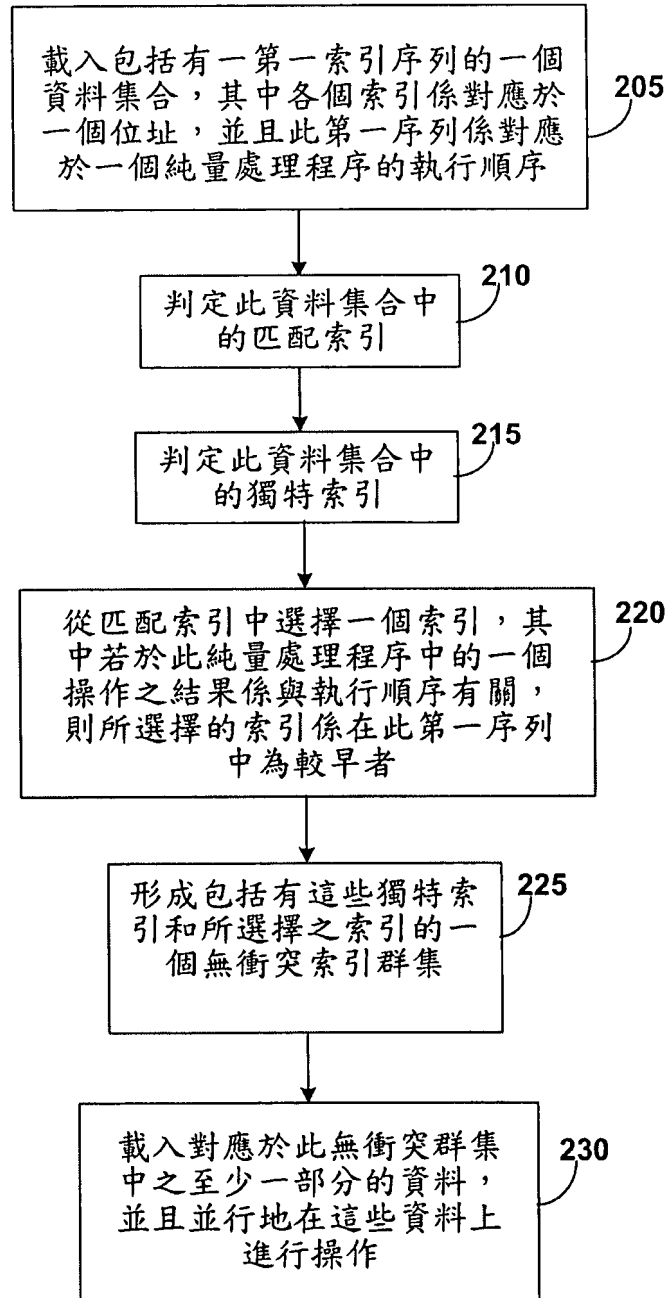 載入包括有一第一索引序列的一個
資料集合，其中各個索引係對應於
一個位址，並且此第一序列係對應
於一個純量處理程序的執行順序
205
210
判定此資料集合中
的匹配索引
215
判定此資料集合中
的獨特索引
從匹配索引中選擇一個索引，其
中若於此純量處理程序中的一個
操作之結果係與執行順序有關，
則所選擇的索引係在此第一序列
中為較早者
220
形成包括有這些獨特索
引和所選擇之索引的一
個無衝突索引群集
225
載入對應於此無衝突群集
中之至少一部分的資料，
並且並行地在這些資料上
進行操作
230